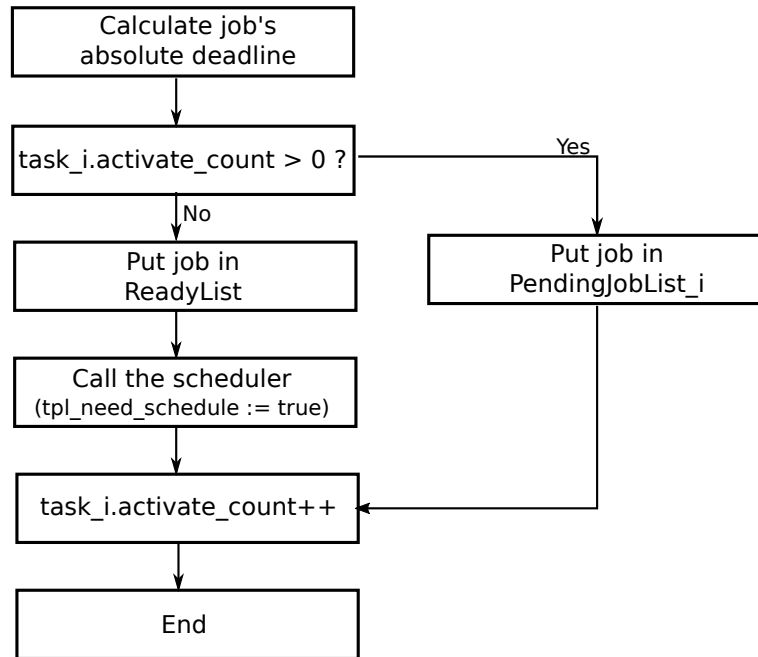 Calculate job's
absolute deadline
task_i.activate_count > 0 ?
Yes
No
Put job in
ReadyList
Put job in
PendingJobList_i
Call the scheduler
(tpl_need_schedule := true)
task_i.activate_count++
End